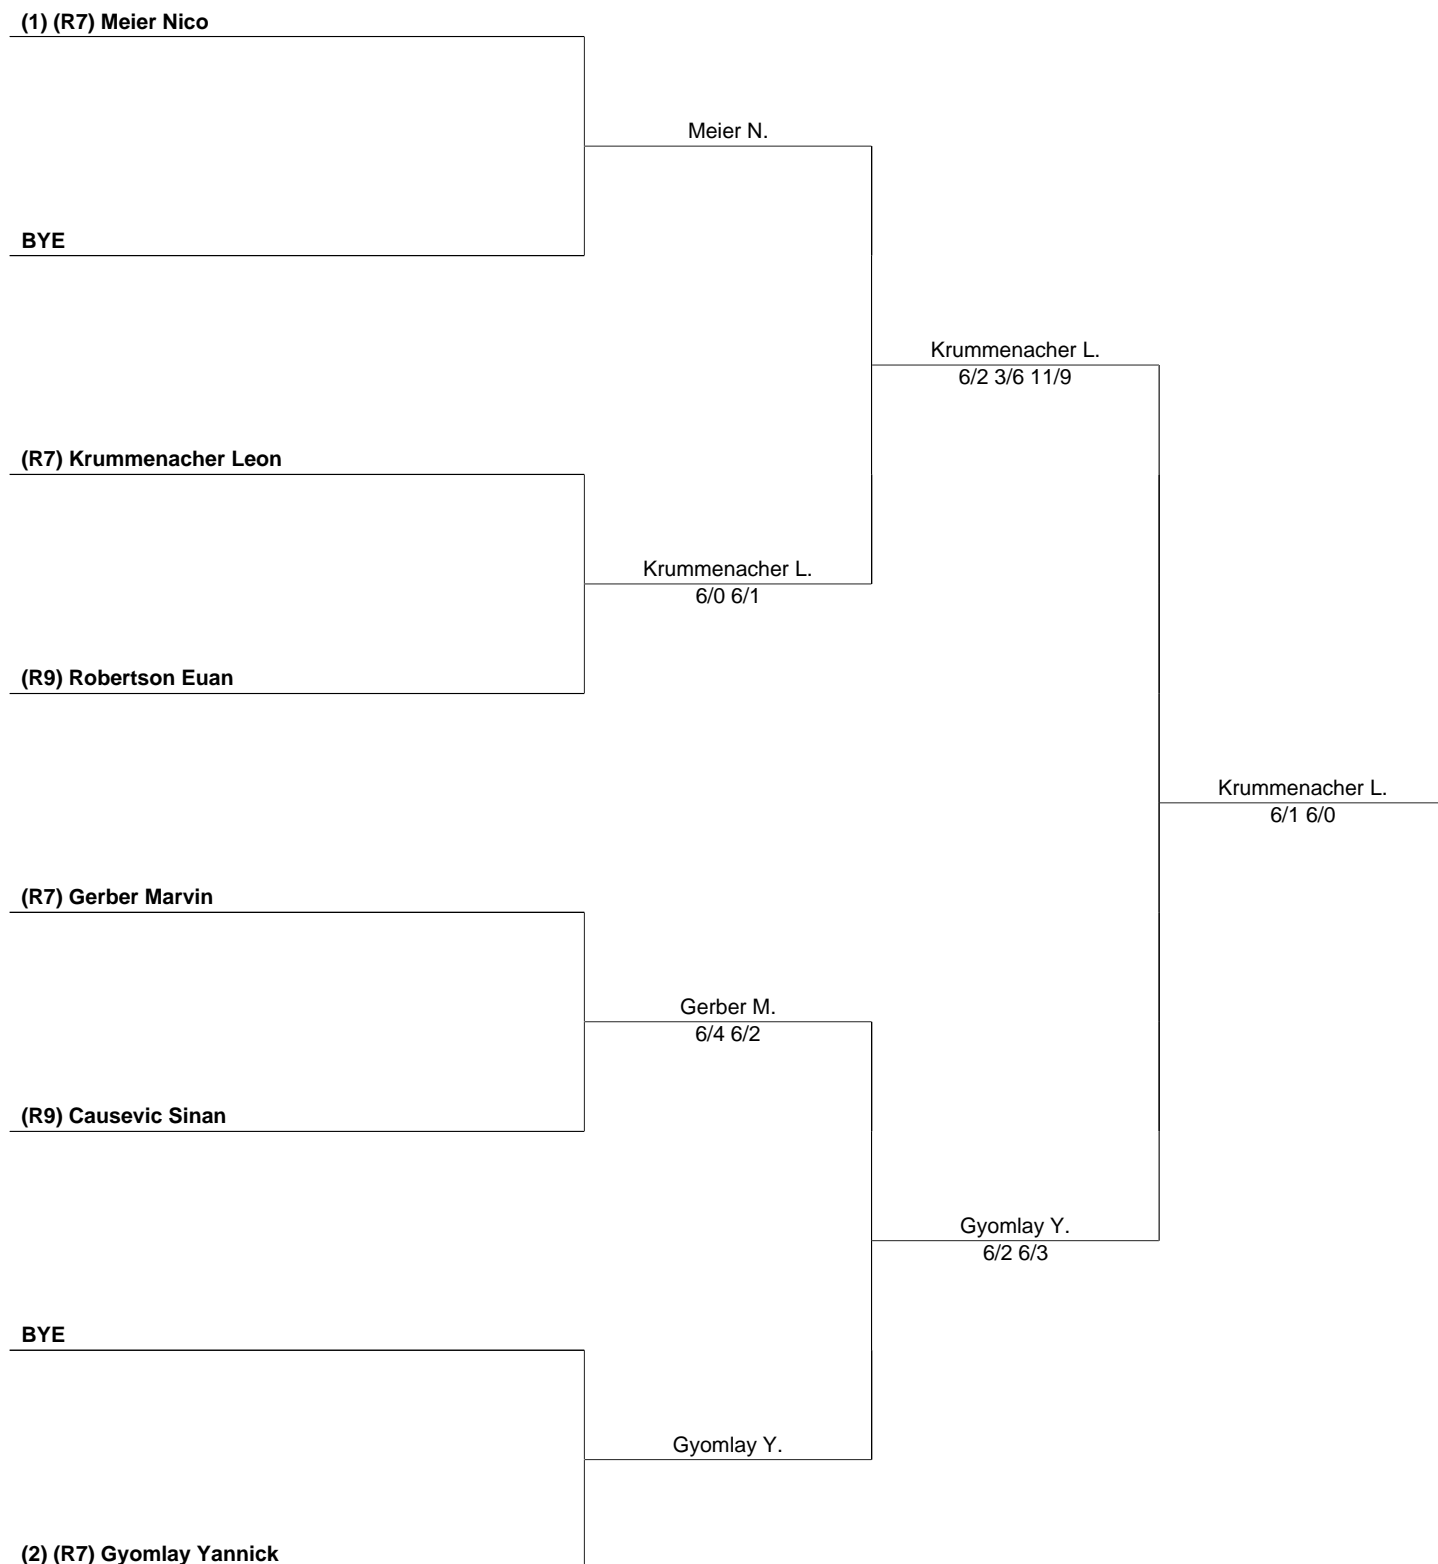 (1) (R7) Meier Nico
Meier N.
BYE
Krummenacher L.
6/2 3/6 11/9
(R7) Krummenacher Leon
Krummenacher L.
6/0 6/1
(R9) Robertson Euan
Krummenacher L.
6/1 6/0
(R7) Gerber Marvin
Gerber M.
6/4 6/2
(R9) Causevic Sinan
Gyomlay Y.
6/2 6/3
BYE
Gyomlay Y.
(2) (R7) Gyomlay Yannick